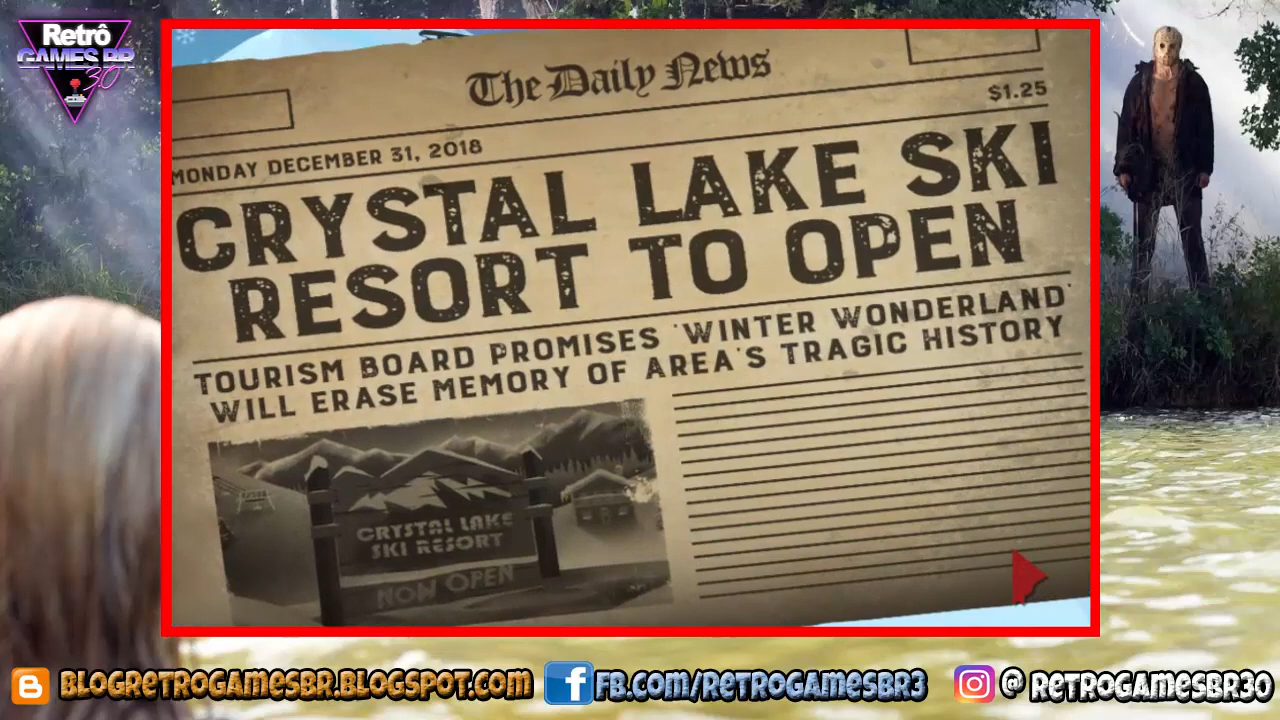 Retrô
GAMES BR
3.0
The Daily News
$1.25
MONDAY DECEMBER 31, 2018
CRYSTAL LAKE SKI
RESORT TO OPEN
TOURISM BOARD PROMISES 'WINTER WONDERLAND'
WILL ERASE MEMORY OF AREA'S TRAGIC HISTORY
CRYSTAL LAKE
SKI RESORT
NOW OPEN
BLOGRETROGAMESBR.BLOGSPOT.COM
FB.COM/RETROGAMESBR3
@RETROGAMESBR30